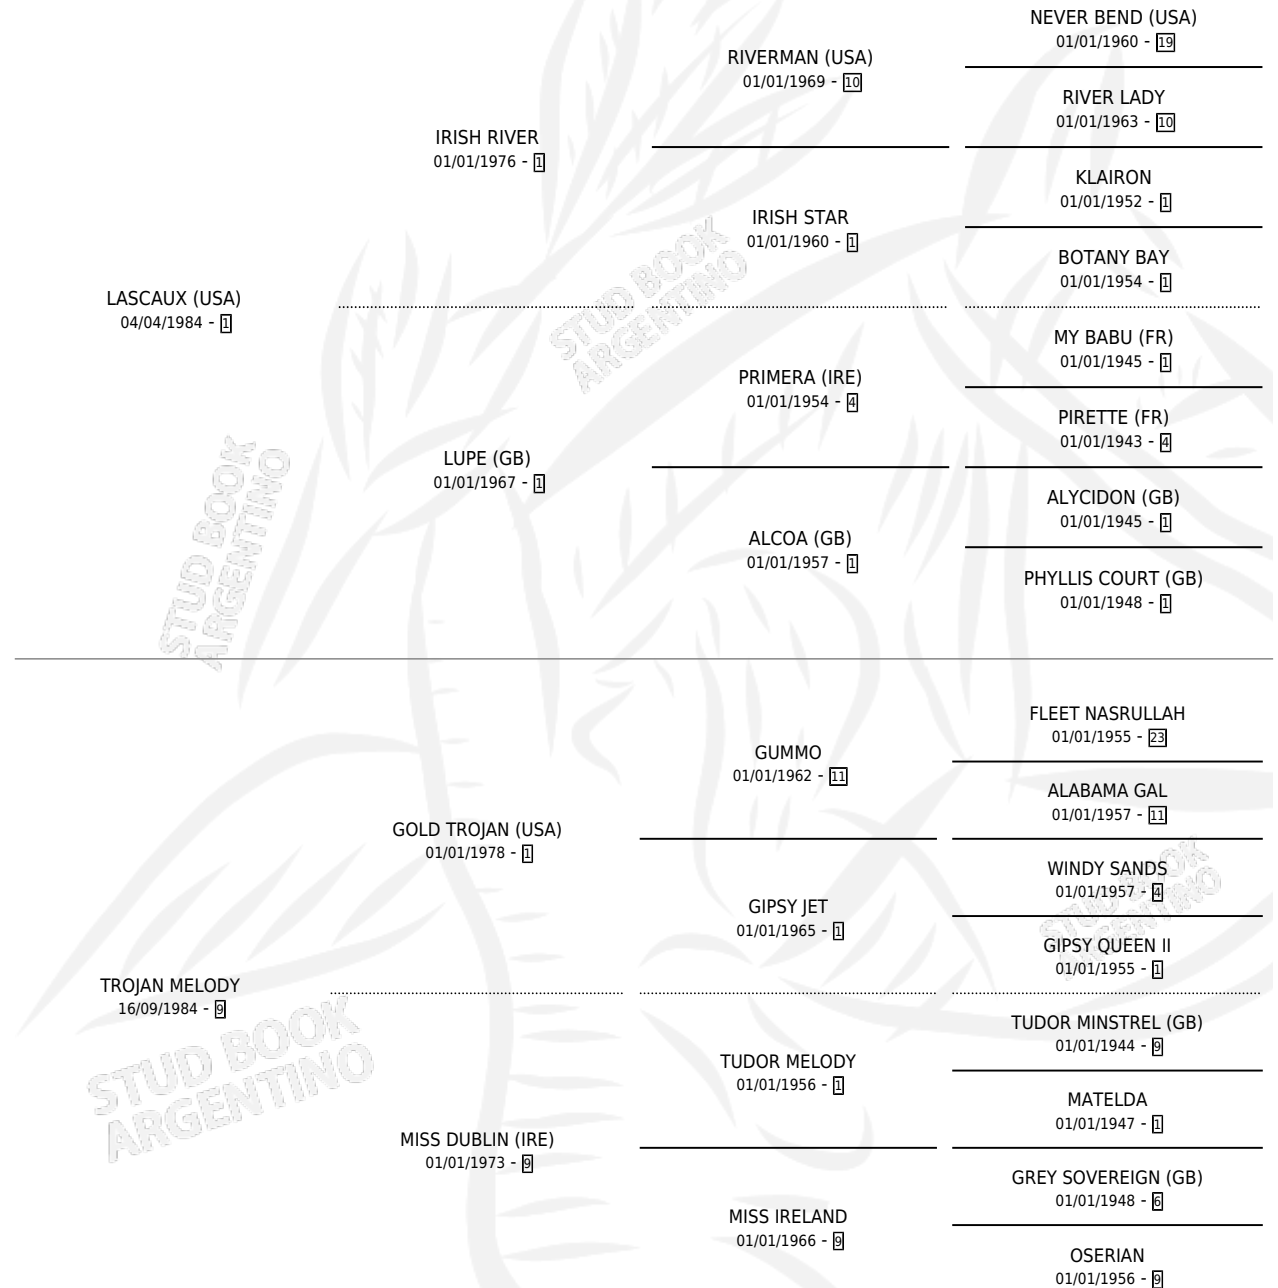 NEVER BEND (USA)
01/01/1960 - 19
RIVERMAN (USA)
01/01/1969 - 10
RIVER LADY
01/01/1963 - 10
IRISH RIVER
01/01/1976 - 1
KLAIRON
01/01/1952 - 1
IRISH STAR
01/01/1960 - 1
BOTANY BAY
01/01/1954 - 1
LASCAUX (USA)
04/04/1984 - 1
MY BABU (FR)
01/01/1945 - 1
PRIMERA (IRE)
01/01/1954 - 4
PIRETTE (FR)
01/01/1943 - 4
LUPE (GB)
01/01/1967 - 1
ALYCIDON (GB)
01/01/1945 - 1
ALCOA (GB)
01/01/1957 - 1
PHYLLIS COURT (GB)
01/01/1948 - 1
FLEET NASRULLAH
01/01/1955 - 23
GUMMO
01/01/1962 - 11
ALABAMA GAL
01/01/1957 - 11
GOLD TROJAN (USA)
01/01/1978 - 1
WINDY SANDS
01/01/1957 - 4
GIPSY JET
01/01/1965 - 1
GIPSY QUEEN II
01/01/1955 - 1
TROJAN MELODY
16/09/1984 - 9
TUDOR MINSTREL (GB)
01/01/1944 - 9
TUDOR MELODY
01/01/1956 - 1
MATELDA
01/01/1947 - 1
MISS DUBLIN (IRE)
01/01/1973 - 9
GREY SOVEREIGN (GB)
01/01/1948 - 6
MISS IRELAND
01/01/1966 - 9
OSERIAN
01/01/1956 - 9
STUD BOOK
ARGENTINO
STUD BOOK
ARGENTINO
STUD BOOK
ARGENTINO
STUD BOOK
ARGENTINO